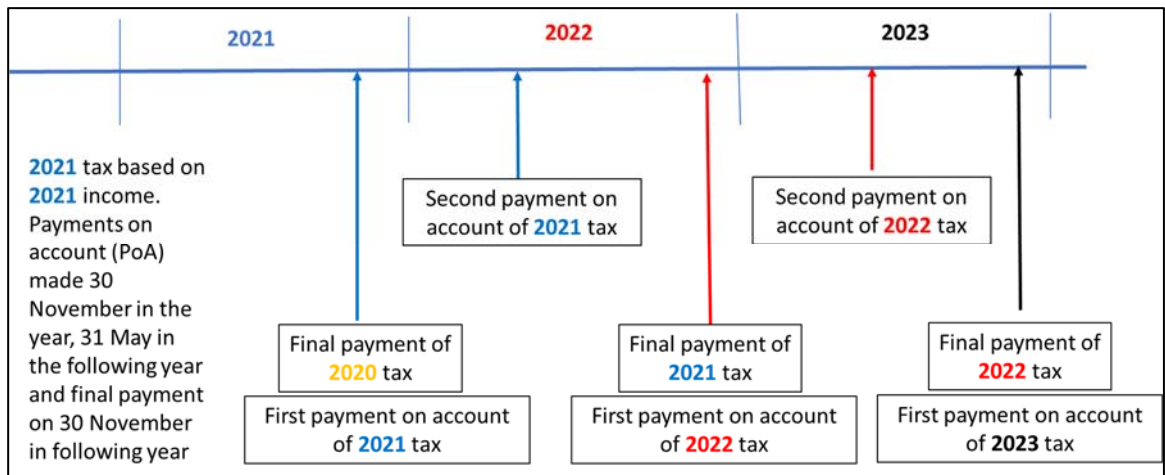 2021
2022
2023
2021 tax based on
2021 income.
Payments on
account (PoA)
made 30
November in the
year, 31 May in
the following year
and final payment
on 30 November
in following year
Second payment on
account of 2021 tax
Second payment on
account of 2022 tax
Final payment of
2020 tax
First payment on account
of 2021 tax
Final payment of
2021 tax
First payment on account
of 2022 tax
Final payment of
2022 tax
First payment on account
of 2023 tax